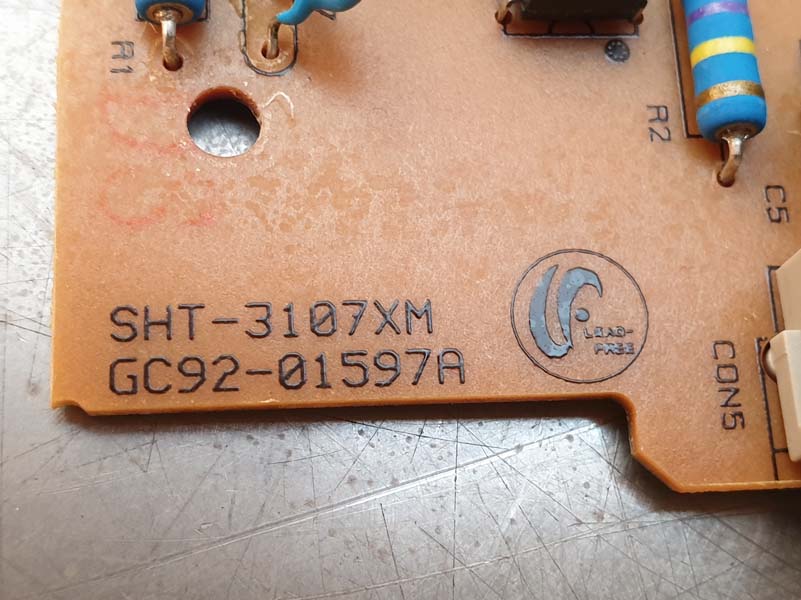 R1
R2
C5
SHT-3107XM
GC92-01597A
LEAD-
FREE
CON5